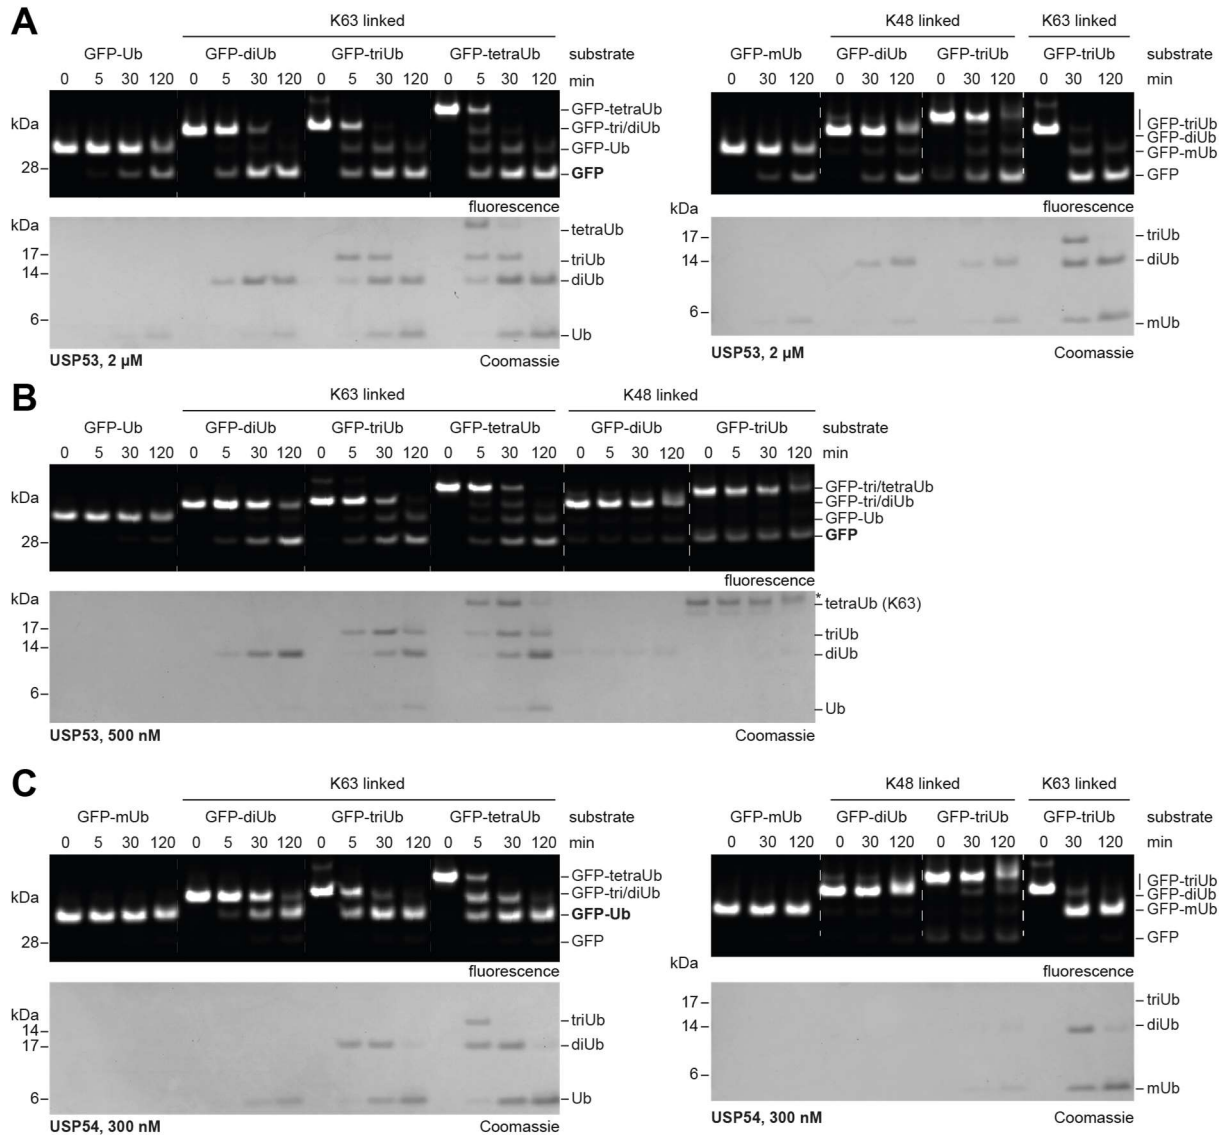 A
K63 linked
GFP-Ub GFP-diUb GFP-triUb GFP-tetraUb substrate
0 5 30 120 0 5 30 120 0 5 30 120 0 5 30 120 min
kDa
28
GFP-tetraUb
GFP-tri/diUb
GFP-Ub
GFP
fluorescence
kDa
17
14
6
tetraUb
triUb
diUb
Ub
USP53, 2 µM Coomassie
K48 linked K63 linked
GFP-mUb GFP-diUb GFP-triUb GFP-triUb substrate
0 30 120 0 30 120 0 30 120 0 30 120 min
GFP-triUb
GFP-diUb
GFP-mUb
GFP
fluorescence
kDa
17
14
6
triUb
diUb
mUb
USP53, 2 µM Coomassie
B
K63 linked K48 linked
GFP-Ub GFP-diUb GFP-triUb GFP-tetraUb GFP-diUb GFP-triUb substrate
0 5 30 120 0 5 30 120 0 5 30 120 0 5 30 120 0 5 30 120 0 5 30 120 min
kDa
28
GFP-tri/tetraUb
GFP-tri/diUb
GFP-Ub
GFP
fluorescence
kDa
17
14
6
*
tetraUb (K63)
triUb
diUb
Ub
USP53, 500 nM Coomassie
C
K63 linked
GFP-mUb GFP-diUb GFP-triUb GFP-tetraUb substrate
0 5 30 120 0 5 30 120 0 5 30 120 0 5 30 120 min
kDa
28
GFP-tetraUb
GFP-tri/diUb
GFP-Ub
GFP
fluorescence
kDa
14
17
6
triUb
diUb
Ub
USP54, 300 nM Coomassie
K48 linked K63 linked
GFP-mUb GFP-diUb GFP-triUb GFP-triUb substrate
0 30 120 0 30 120 0 30 120 0 30 120 min
GFP-triUb
GFP-diUb
GFP-mUb
GFP
fluorescence
kDa
17
14
6
triUb
diUb
mUb
USP54, 300 nM Coomassie